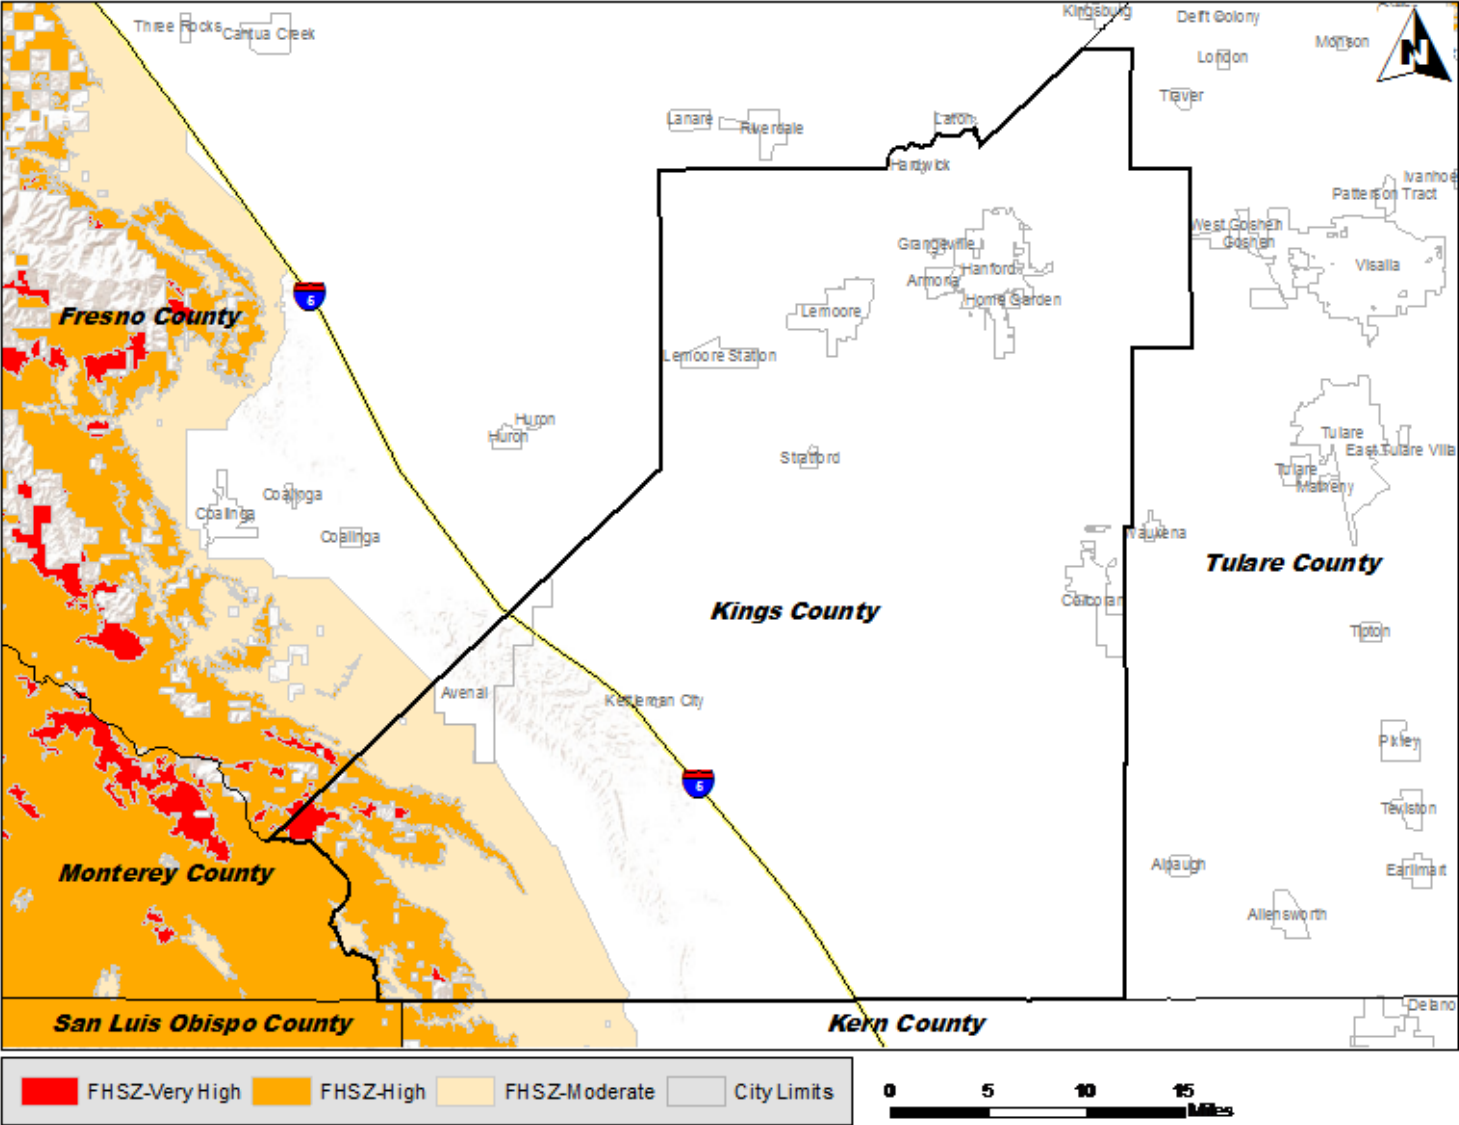 Three Rocks
Cantua Creek
Kingsburg
Delft Colony
Monson
London
Traver
N
Lanare
Riverdale
Laton
Hardwick
Ivanhoe
Patterson Tract
West Goshen
Goshen
Visalia
Grangeville
Hanford
Armona
Home Garden
Lemoore
Lemoore Station
6
Fresno County
Huron
Huron
Stratford
Tulare
East Tulare Villa
Tulare
Matheny
Coalinga
Coalinga
Coalinga
Waukena
Tulare County
Kings County
Corcoran
Tipton
Avenal
Kettleman City
Pixley
6
Teviston
Alpaugh
Earlimart
Monterey County
Allensworth
San Luis Obispo County
Kern County
Delano
FHSZ-Very High
FHSZ-High
FHSZ-Moderate
City Limits
0 5 10 15
Miles